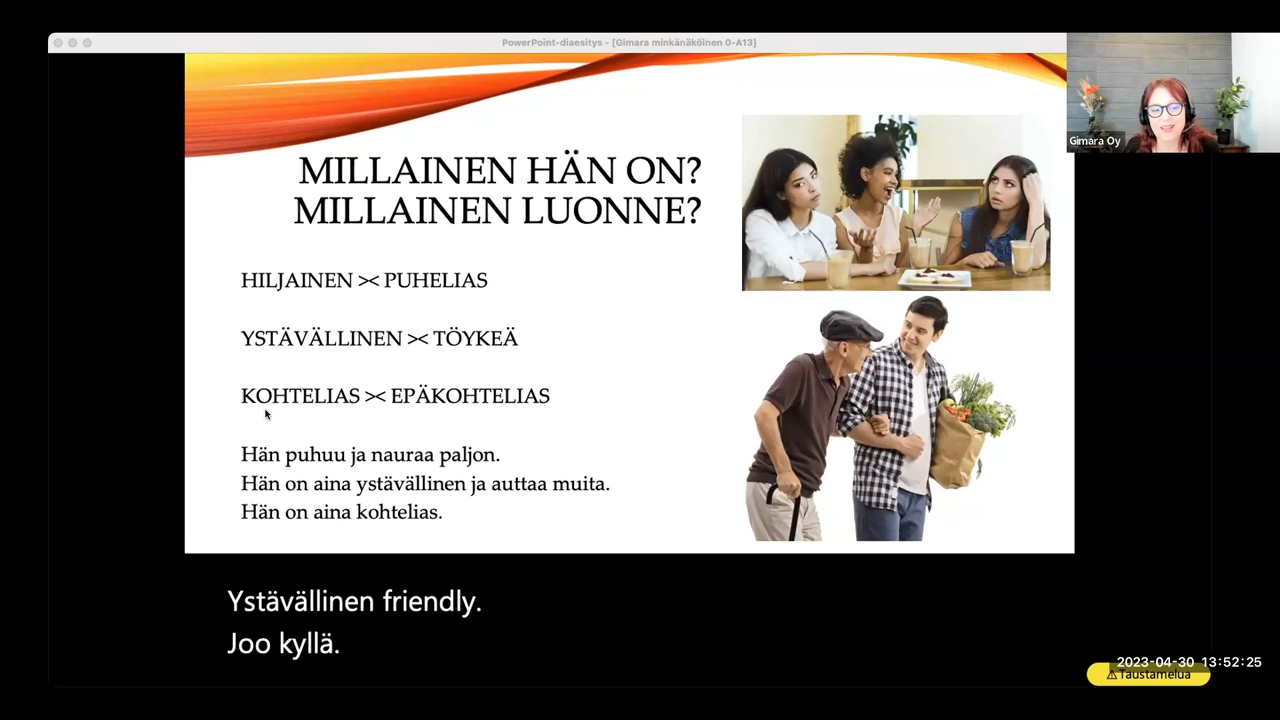 PowerPoint-diaesitys - [Gimara minkänäköinen 0-A13]
Gimara Oy
MILLAINEN HÄN ON?
MILLAINEN LUONNE?
HILJAINEN >< PUHELIAS
YSTÄVÄLLINEN >< TÖYKEÄ
KOHTELIAS >< EPÄKOHTELIAS
Hän puhuu ja nauraa paljon.
Hän on aina ystävällinen ja auttaa muita.
Hän on aina kohtelias.
Ystävällinen friendly.
Joo kyllä.
2023-04-30 13:52:25
⚠Taustamelua